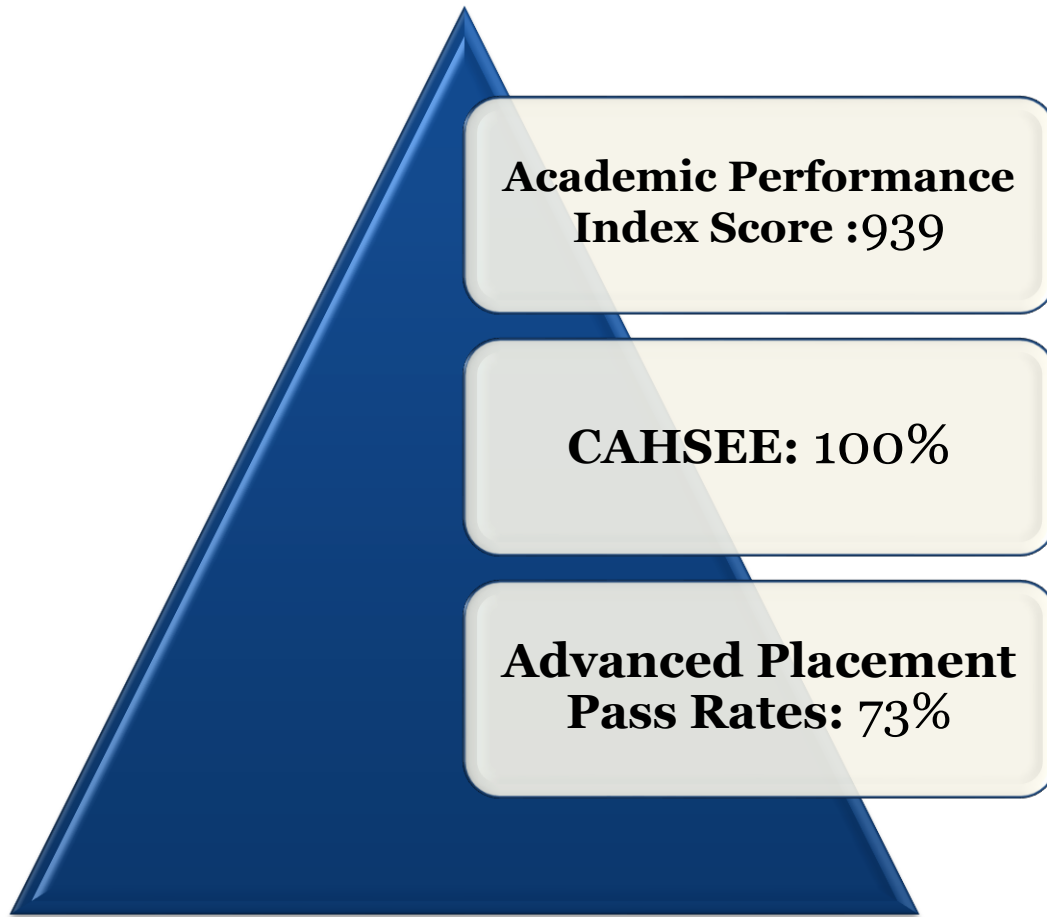 Academic Performance
Index Score :939
CAHSEE: 100%
Advanced Placement
Pass Rates: 73%